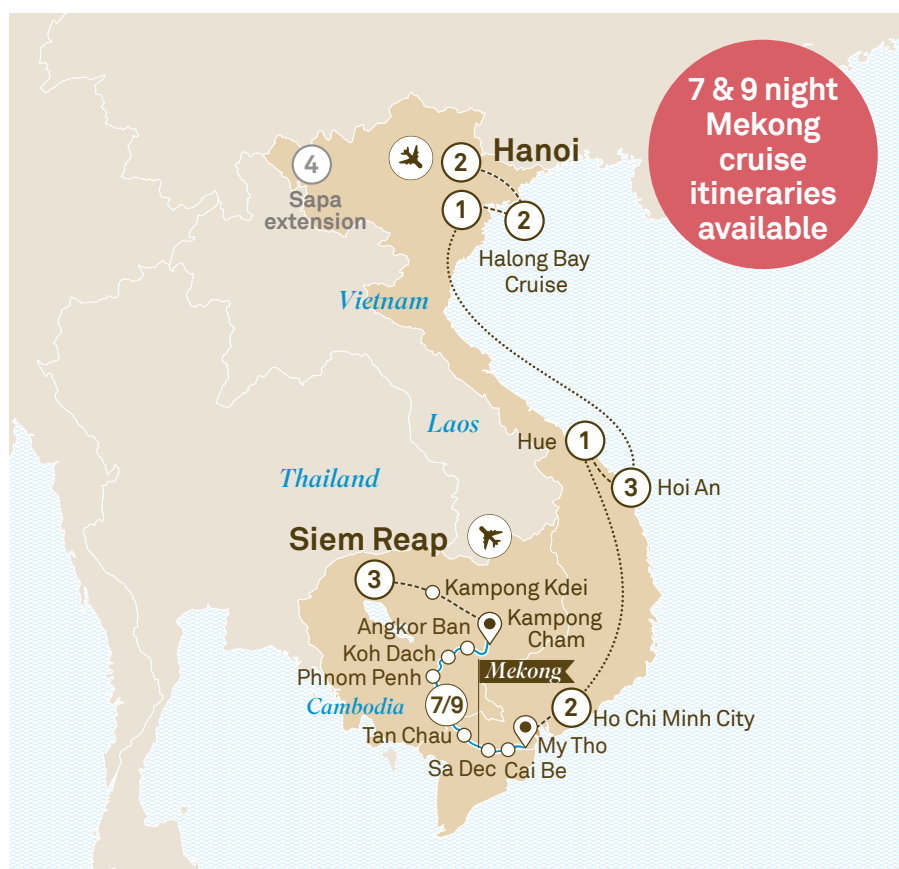 7 & 9 night
Mekong
cruise
itineraries
available
4
Sapa
extension
2
Hanoi
1
2
Halong Bay
Cruise
Vietnam
Laos
Hue
1
Thailand
3
Hoi An
Siem Reap
3
Kampong Kdei
Angkor Ban
Kampong
Cham
Koh Dach
Phnom Penh
Mekong
Cambodia
7/9
2
Ho Chi Minh City
Tan Chau
My Tho
Sa Dec
Cai Be